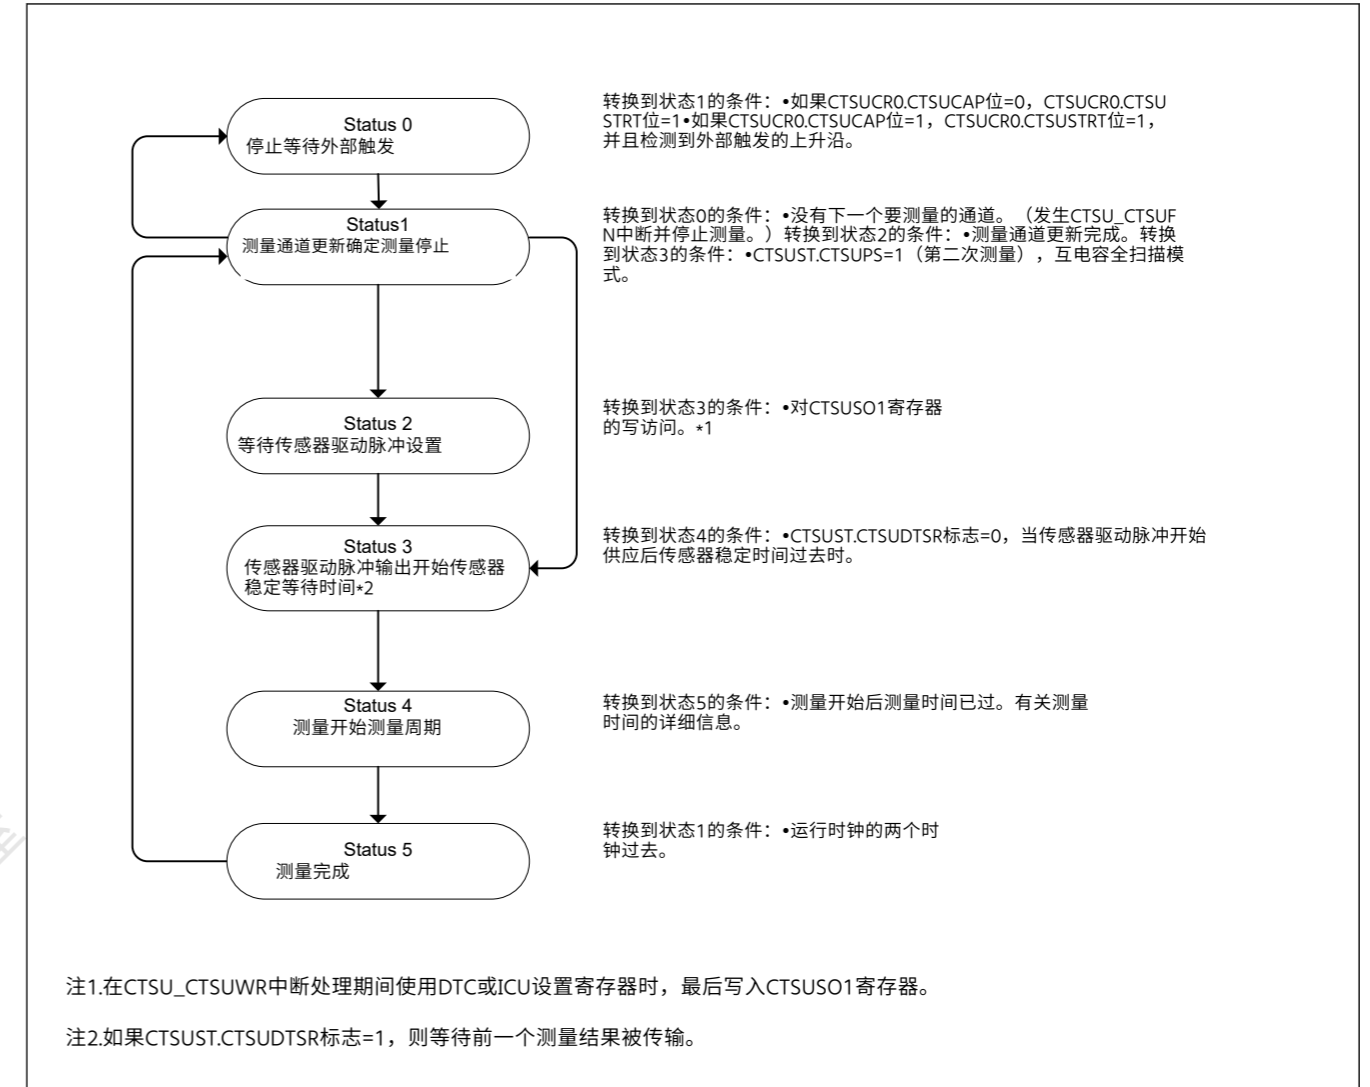 Status 0
停止等待外部触发
转换到状态1的条件：•如果CTSUCR0.CTSUCAP位=0，CTSUCR0.CTSU
STRT位=1•如果CTSUCR0.CTSUCAP位=1，CTSUCR0.CTSUSTRT位=1，
并且检测到外部触发的上升沿。
Status1
测量通道更新确定测量停止
转换到状态0的条件：•没有下一个要测量的通道。（发生CTSU_CTSUF
N中断并停止测量。）转换到状态2的条件：•测量通道更新完成。转换
到状态3的条件：•CTSUST.CTSUPS=1（第二次测量），互电容全扫描模
式。
Status 2
等待传感器驱动脉冲设置
转换到状态3的条件：•对CTSUSO1寄存器
的写访问。*1
Status 3
传感器驱动脉冲输出开始传感器
稳定等待时间*2
转换到状态4的条件：•CTSUST.CTSUDTSR标志=0，当传感器驱动脉冲开始
供应后传感器稳定时间过去时。
Status 4
测量开始测量周期
转换到状态5的条件：•测量开始后测量时间已过。有关测量
时间的详细信息。
Status 5
测量完成
转换到状态1的条件：•运行时钟的两个时
钟过去。
注1.在CTSU_CTSUWR中断处理期间使用DTC或ICU设置寄存器时，最后写入CTSUSO1寄存器。
注2.如果CTSUST.CTSUDTSR标志=1，则等待前一个测量结果被传输。